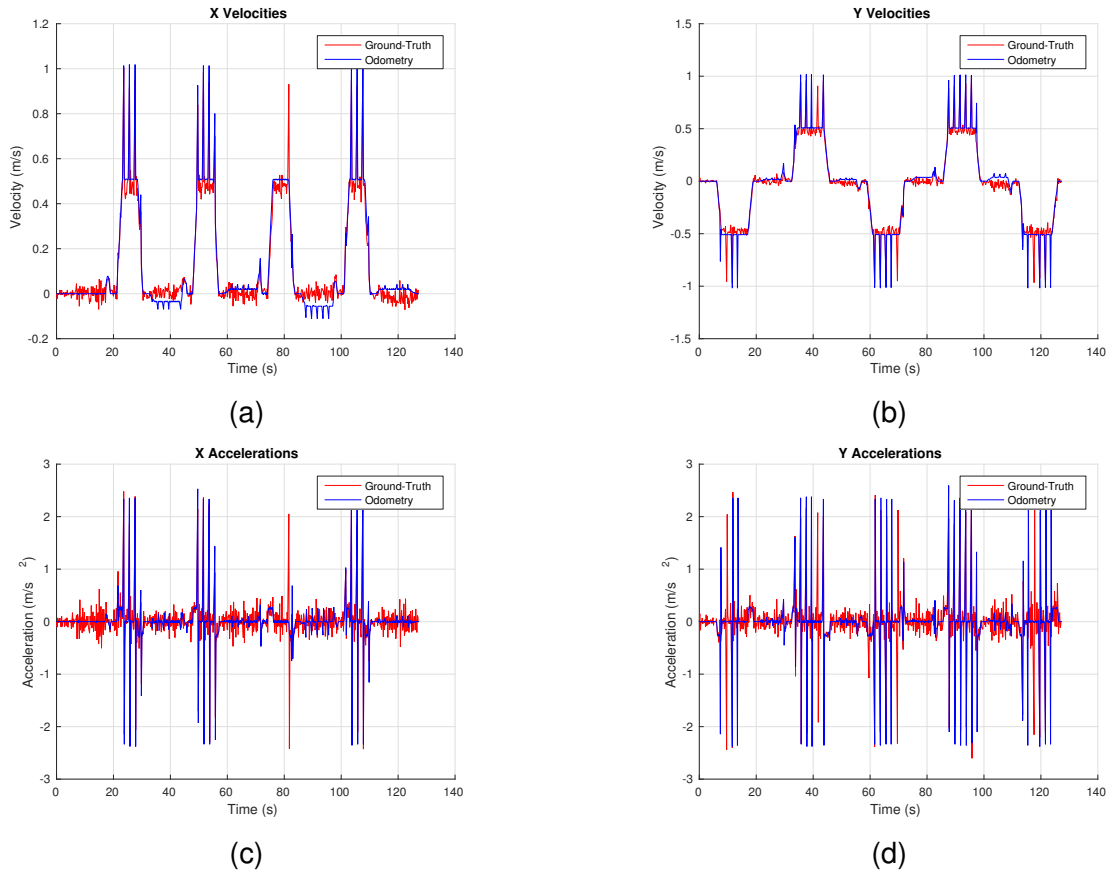 X Velocities
1.2
1
0.8
0.6
0.4
0.2
0
-0.2
Velocity (m/s)
Ground-Truth
Odometry
0 20 40 60 80 100 120 140
Time (s)
(a)
Y Velocities
1.5
1
0.5
0
-0.5
-1
-1.5
Velocity (m/s)
Ground-Truth
Odometry
0 20 40 60 80 100 120 140
Time (s)
(b)
X Accelerations
3
2
1
0
-1
-2
-3
Acceleration (m/s 2)
Ground-Truth
Odometry
0 20 40 60 80 100 120 140
Time (s)
(c)
Y Accelerations
3
2
1
0
-1
-2
-3
Acceleration (m/s 2)
Ground-Truth
Odometry
0 20 40 60 80 100 120 140
Time (s)
(d)